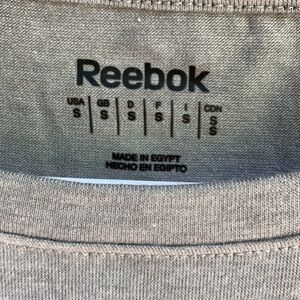 Reebok
USA | GB | D | F | I | CDN
S | S | S | S | S | S
S
MADE IN EGYPT
HECHO EN EGIPTO